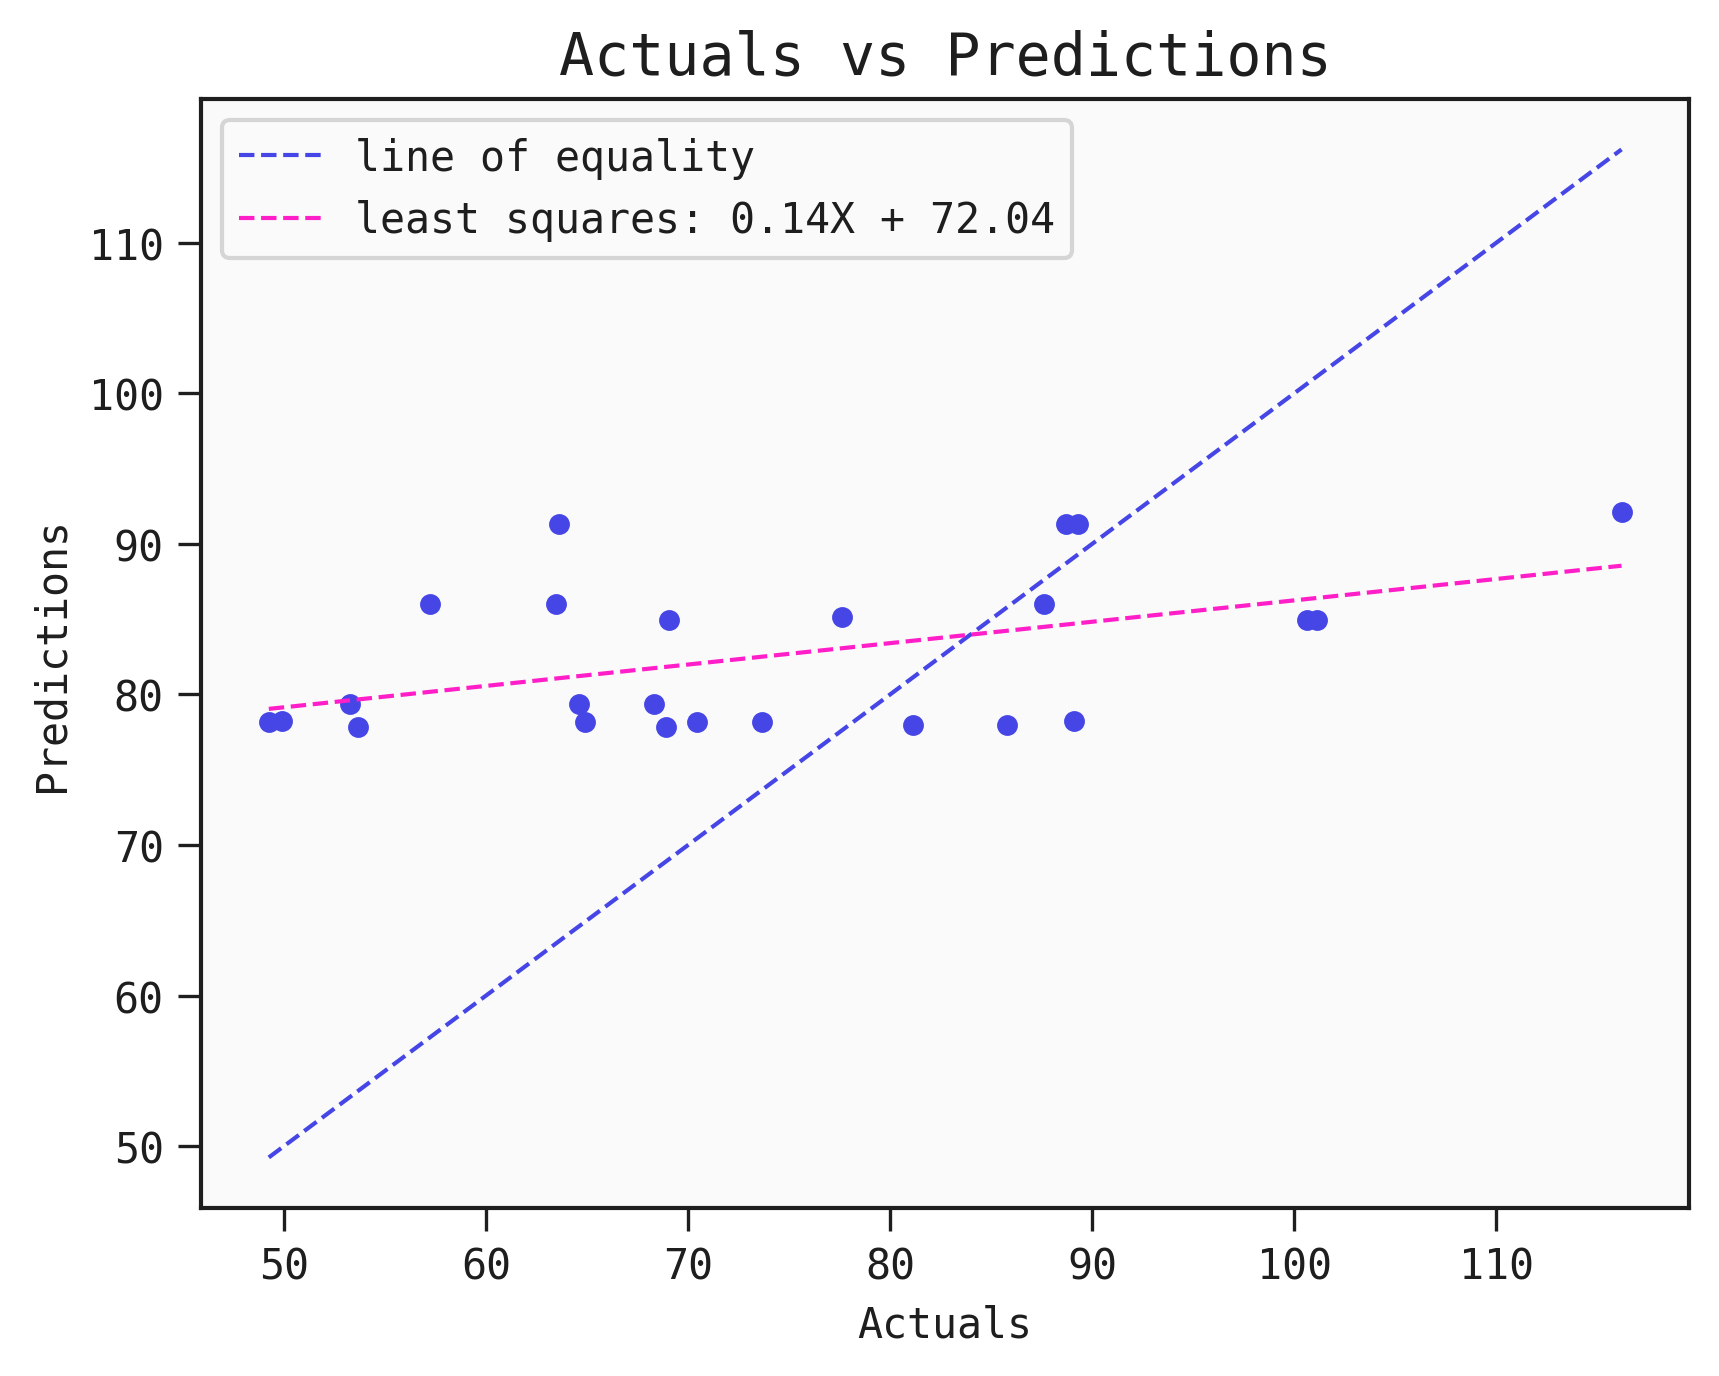 Actuals vs Predictions
line of equality
least squares: 0.14X + 72.04
110
100
90
80
70
60
50
Predictions
50 60 70 80 90 100 110
Actuals